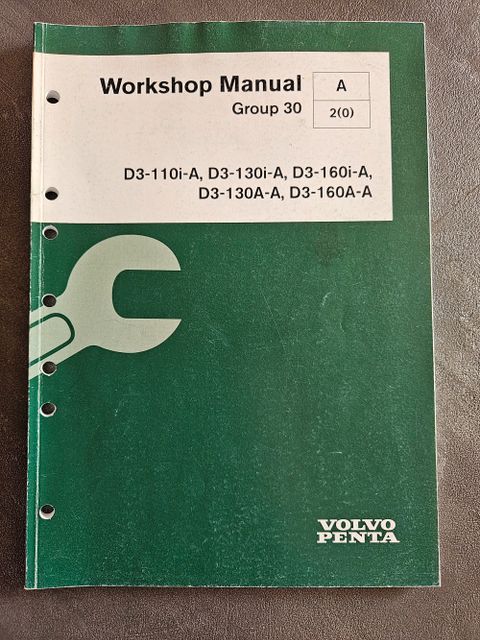 Workshop Manual
Group 30
A
2(0)
D3-110i-A, D3-130i-A, D3-160i-A,
D3-130A-A, D3-160A-A
VOLVO
PENTA